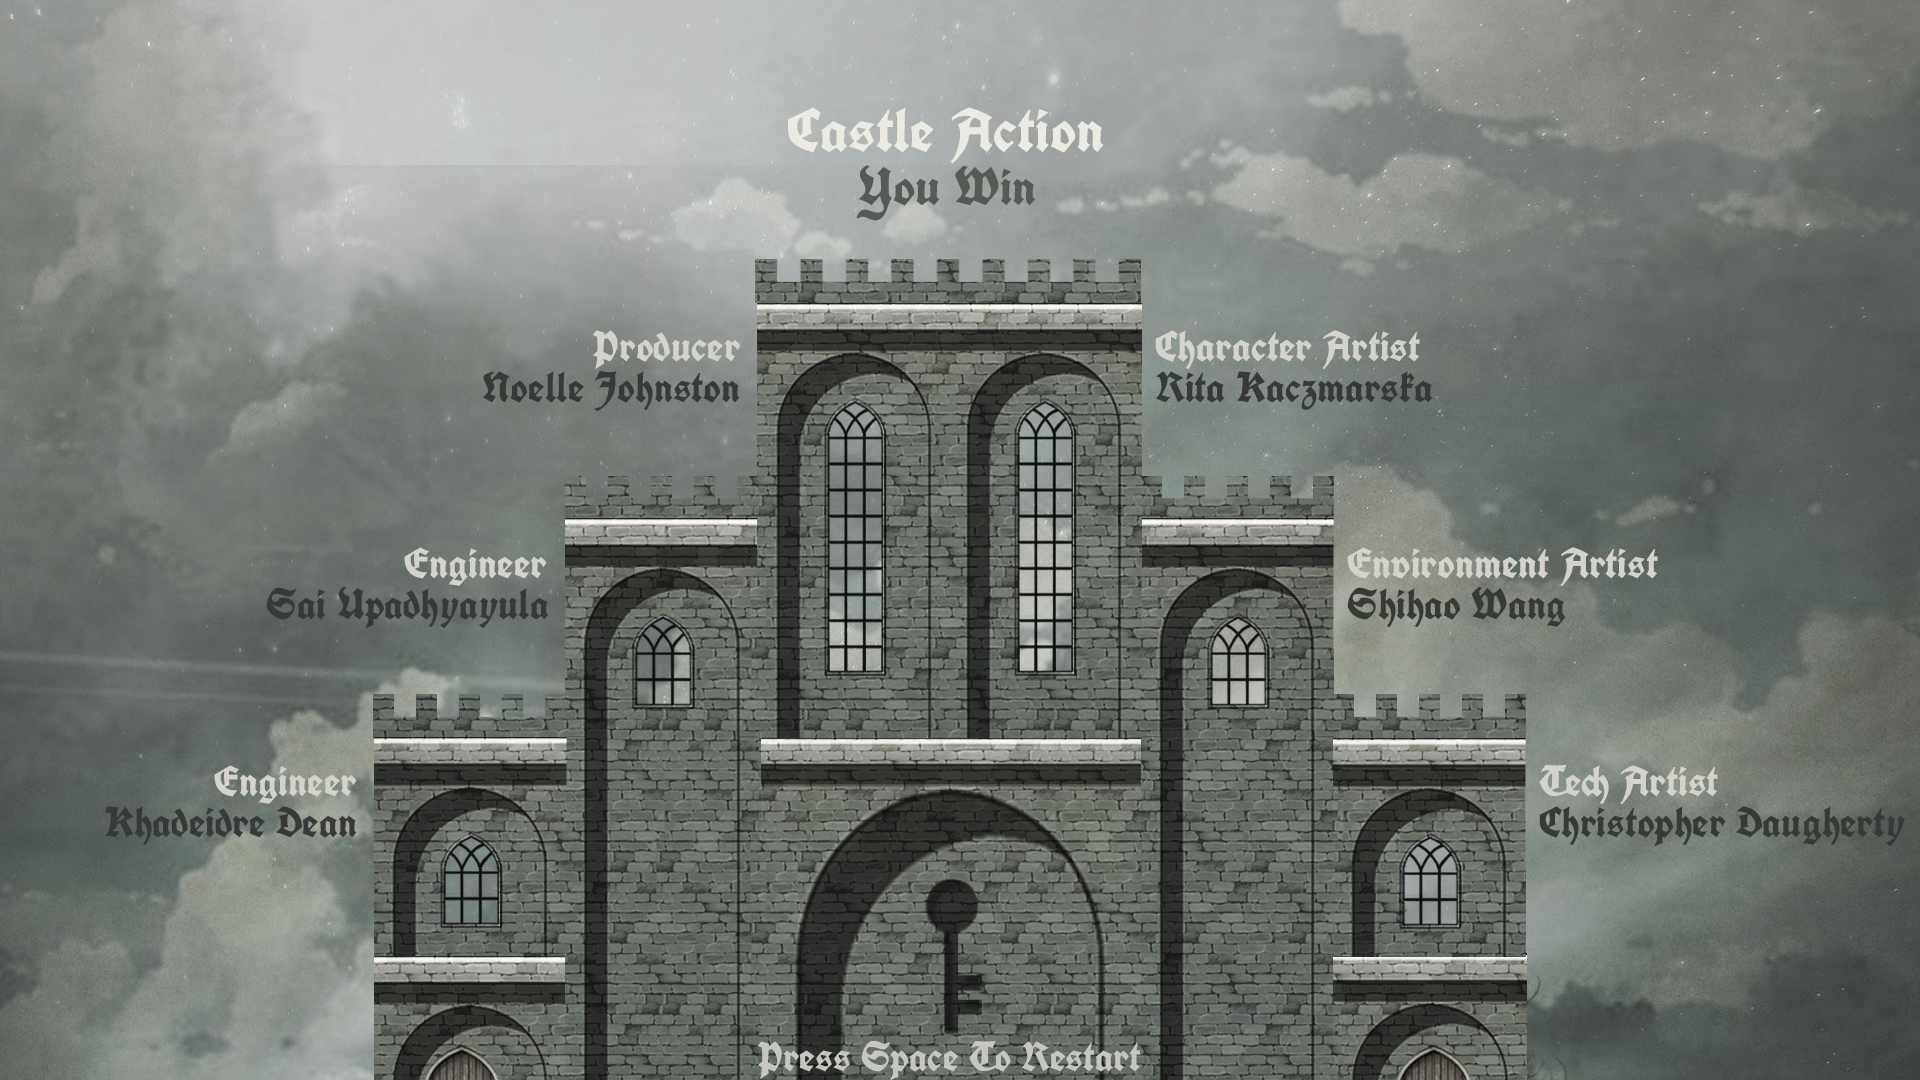 Castle Action
You Win
Producer
Noelle Johnston
Character Artist
Rita Kaczmarska
Engineer
Sai Upadhyayula
Environment Artist
Shihao Wang
Engineer
Khadeidre Dean
Tech Artist
Christopher Daugherty
Press Space To Restart